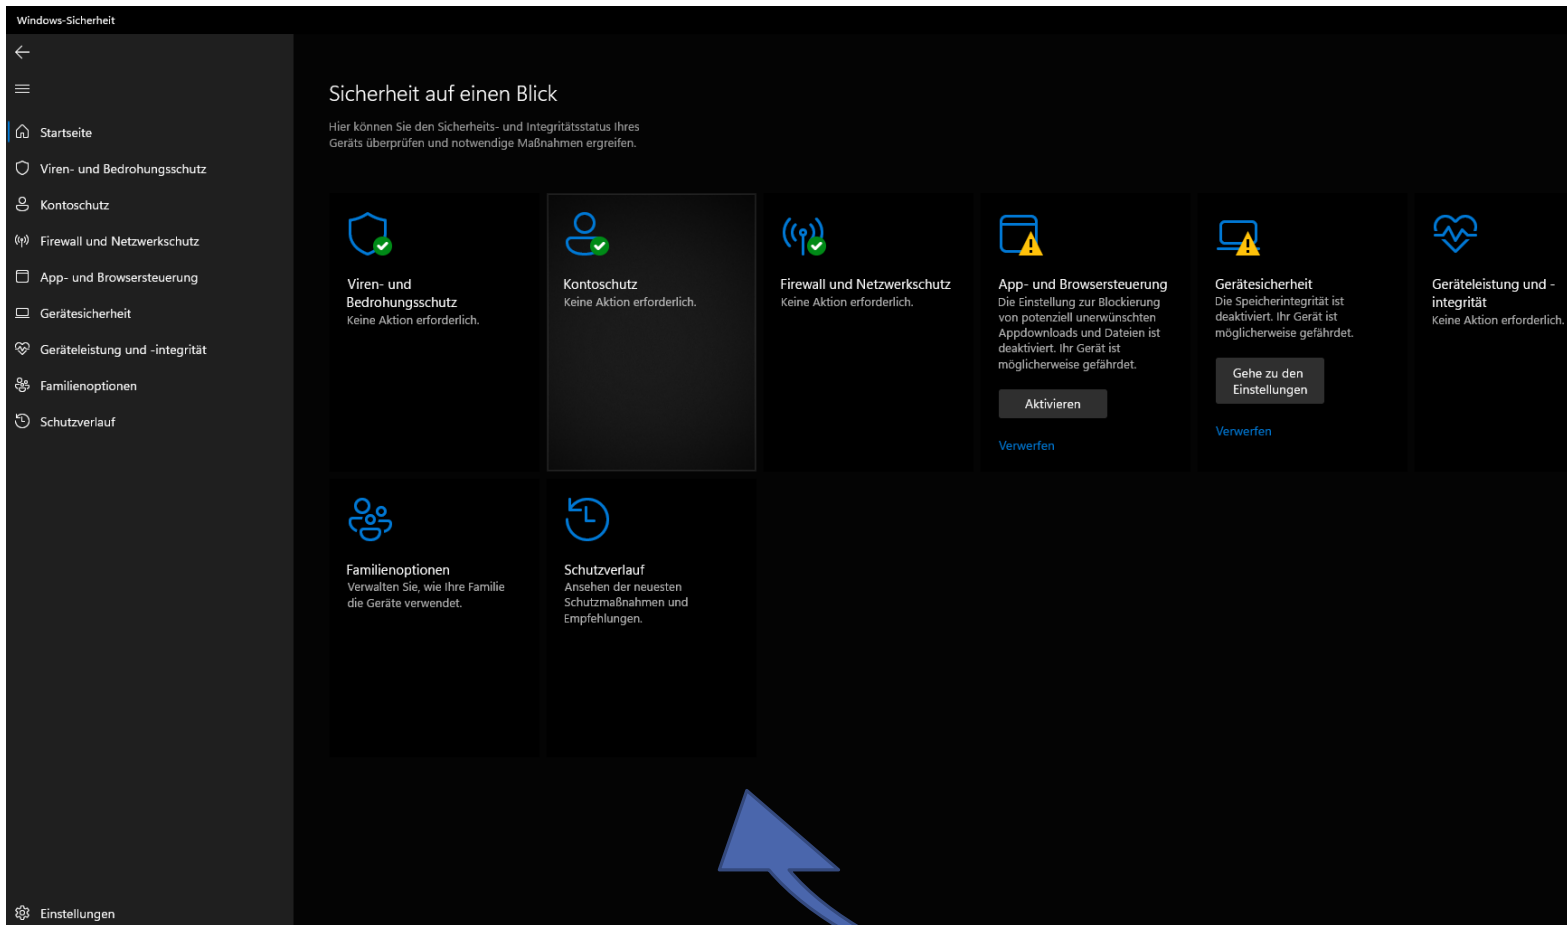 Windows-Sicherheit
Startseite
Viren- und Bedrohungsschutz
Kontoschutz
Firewall und Netzwerkschutz
App- und Browsersteuerung
Gerätesicherheit
Geräteleistung und -integrität
Familienoptionen
Schutzverlauf
Einstellungen
Sicherheit auf einen Blick
Hier können Sie den Sicherheits- und Integritätsstatus Ihres
Geräts überprüfen und notwendige Maßnahmen ergreifen.
Viren- und
Bedrohungsschutz
Keine Aktion erforderlich.
Kontoschutz
Keine Aktion erforderlich.
Firewall und Netzwerkschutz
Keine Aktion erforderlich.
App- und Browsersteuerung
Die Einstellung zur Blockierung
von potenziell unerwünschten
Appdownloads und Dateien ist
deaktiviert. Ihr Gerät ist
möglicherweise gefährdet.
Aktivieren
Verwerfen
Gerätesicherheit
Die Speicherintegrität ist
deaktiviert. Ihr Gerät ist
möglicherweise gefährdet.
Gehe zu den
Einstellungen
Verwerfen
Geräteleistung und -
integrität
Keine Aktion erforderlich.
Familienoptionen
Verwalten Sie, wie Ihre Familie
die Geräte verwendet.
Schutzverlauf
Ansehen der neuesten
Schutzmaßnahmen und
Empfehlungen.